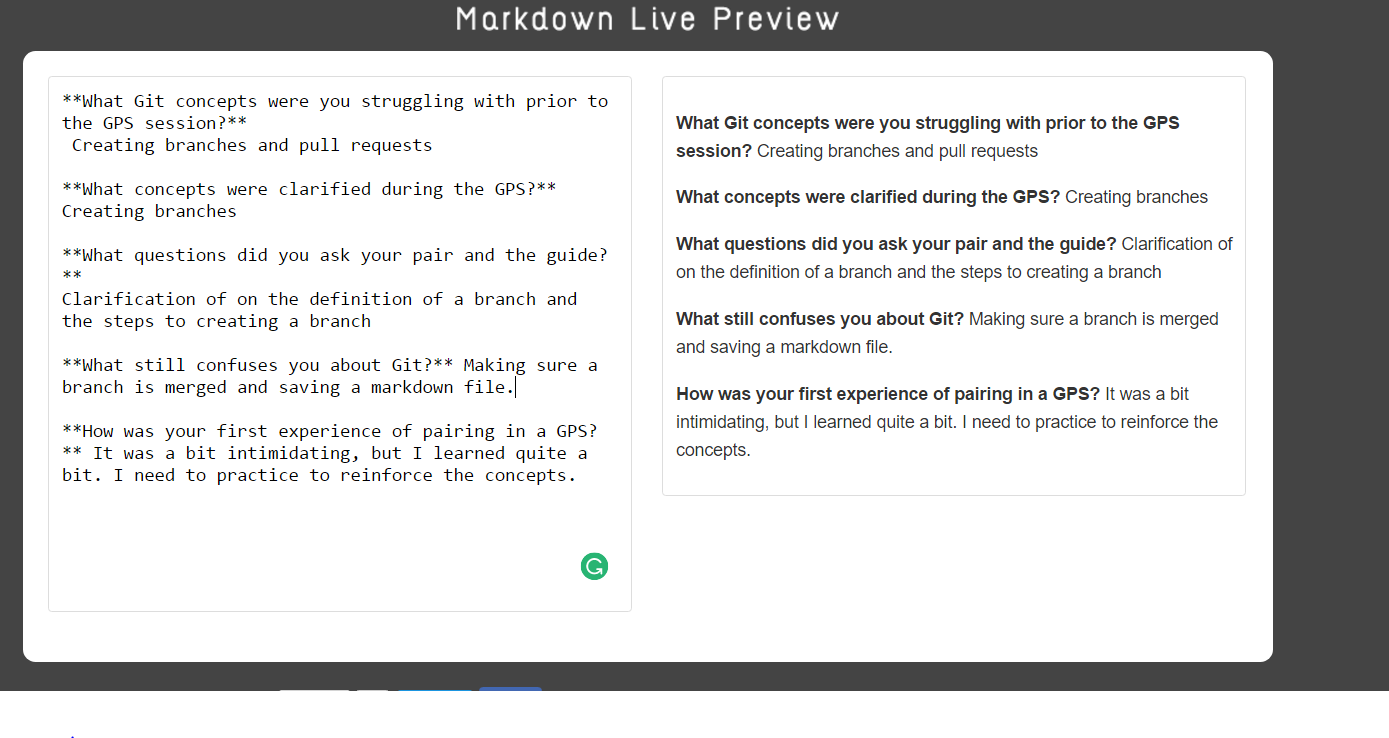 Markdown Live Preview
**What Git concepts were you struggling with prior to
the GPS session?**
 Creating branches and pull requests
**What concepts were clarified during the GPS?**
Creating branches
**What questions did you ask your pair and the guide?
**
Clarification of on the definition of a branch and
the steps to creating a branch
**What still confuses you about Git?** Making sure a
branch is merged and saving a markdown file.
**How was your first experience of pairing in a GPS?
** It was a bit intimidating, but I learned quite a
bit. I need to practice to reinforce the concepts.
What Git concepts were you struggling with prior to the GPS
session? Creating branches and pull requests
What concepts were clarified during the GPS? Creating branches
What questions did you ask your pair and the guide? Clarification of
on the definition of a branch and the steps to creating a branch
What still confuses you about Git? Making sure a branch is merged
and saving a markdown file.
How was your first experience of pairing in a GPS? It was a bit
intimidating, but I learned quite a bit. I need to practice to reinforce the
concepts.